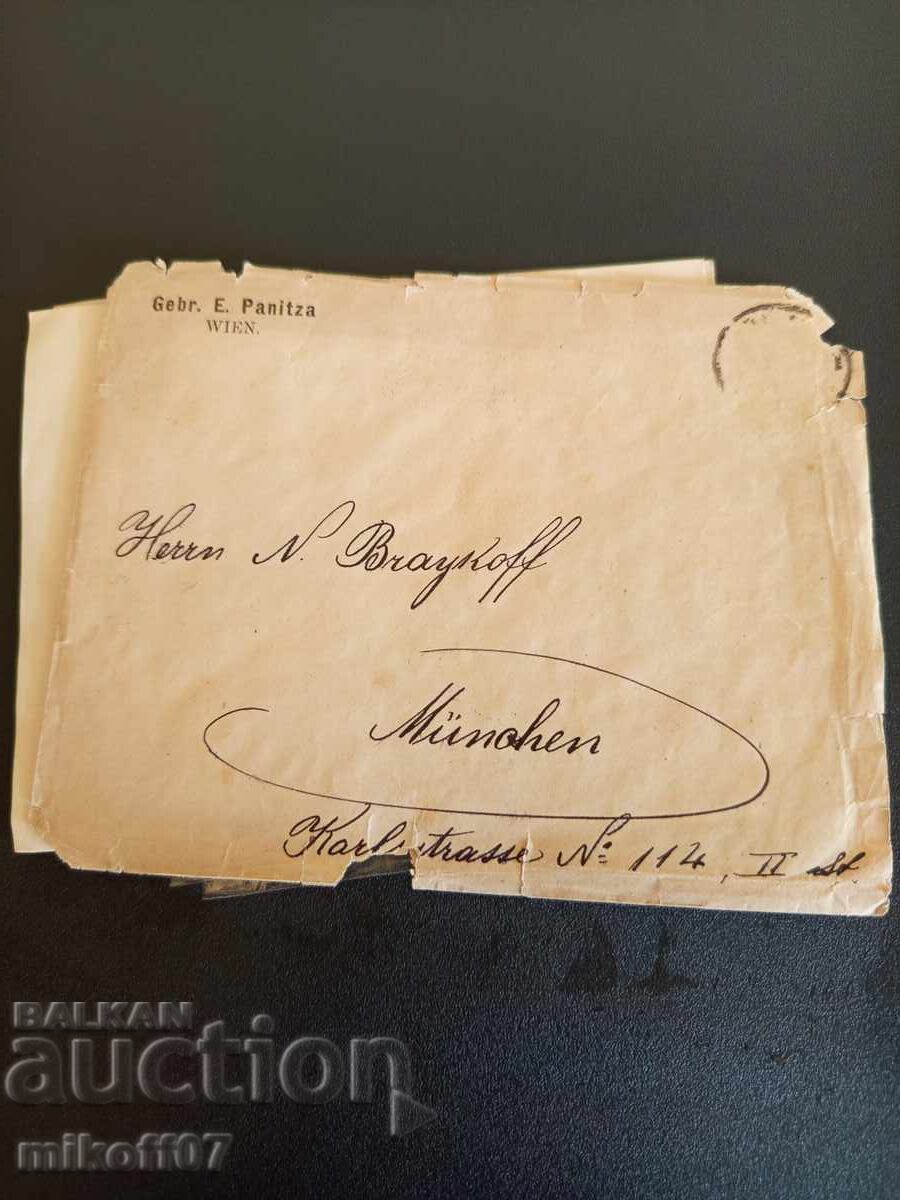 Gebr. E. Panitza
WIEN.
Herrn N. Braykoff
München
Karlstrasse No: 114, II St.
BALKAN
auction
mikoff07